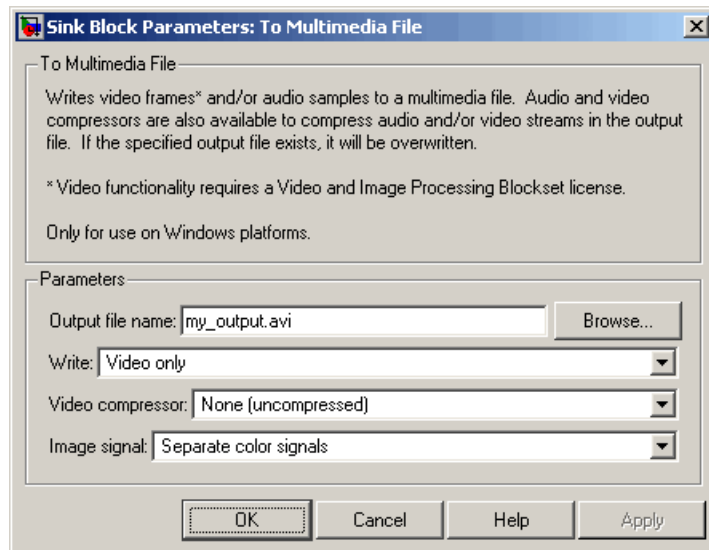 Sink Block Parameters: To Multimedia File
To Multimedia File
Writes video frames* and/or audio samples to a multimedia file. Audio and video
compressors are also available to compress audio and/or video streams in the output
file. If the specified output file exists, it will be overwritten.
* Video functionality requires a Video and Image Processing Blockset license.
Only for use on Windows platforms.
Parameters
Output file name: my_output.avi Browse...
Write: Video only
Video compressor: None (uncompressed)
Image signal: Separate color signals
OK Cancel Help Apply